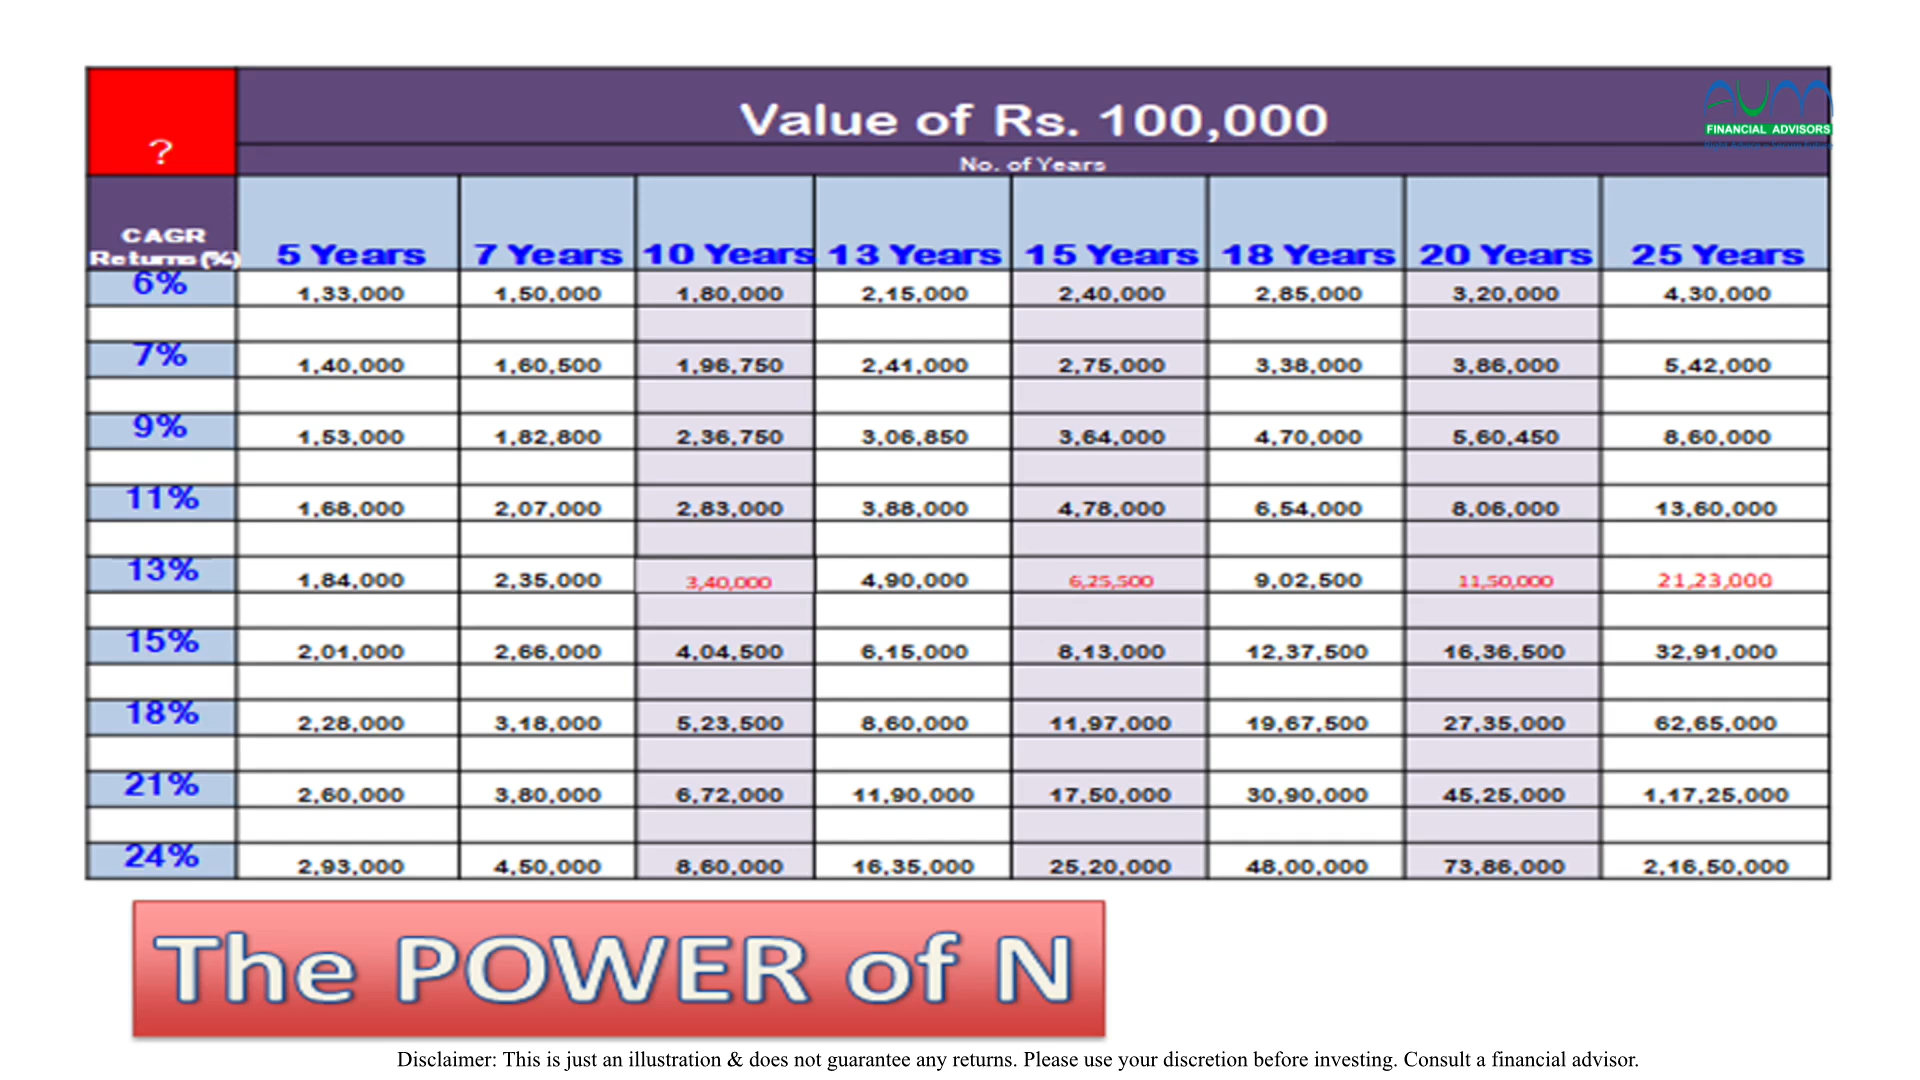 ?
Value of Rs. 100,000
AUM
FINANCIAL ADVISORS
No. of Years
CAGR
Returns(%)
5 Years 7 Years 10 Years 13 Years 15 Years 18 Years 20 Years 25 Years
6% 1,33,000 1,50,000 1,80,000 2,15,000 2,40,000 2,85,000 3,20,000 4,30,000
7% 1,40,000 1,60,500 1,96,750 2,41,000 2,75,000 3,38,000 3,86,000 5,42,000
9% 1,53,000 1,82,800 2,36,750 3,06,850 3,64,000 4,70,000 5,60,450 8,60,000
11% 1,68,000 2,07,000 2,83,000 3,88,000 4,78,000 6,54,000 8,06,000 13,60,000
13% 1,84,000 2,35,000 3,40,000 4,90,000 6,25,500 9,02,500 11,50,000 21,23,000
15% 2,01,000 2,66,000 4,04,500 6,15,000 8,13,000 12,37,500 16,36,500 32,91,000
18% 2,28,000 3,18,000 5,23,500 8,60,000 11,97,000 19,67,500 27,35,000 62,65,000
21% 2,60,000 3,80,000 6,72,000 11,90,000 17,50,000 30,90,000 45,25,000 1,17,25,000
24% 2,93,000 4,50,000 8,60,000 16,35,000 25,20,000 48,00,000 73,86,000 2,16,50,000
The POWER of N
Disclaimer: This is just an illustration & does not guarantee any returns. Please use your discretion before investing. Consult a financial advisor.